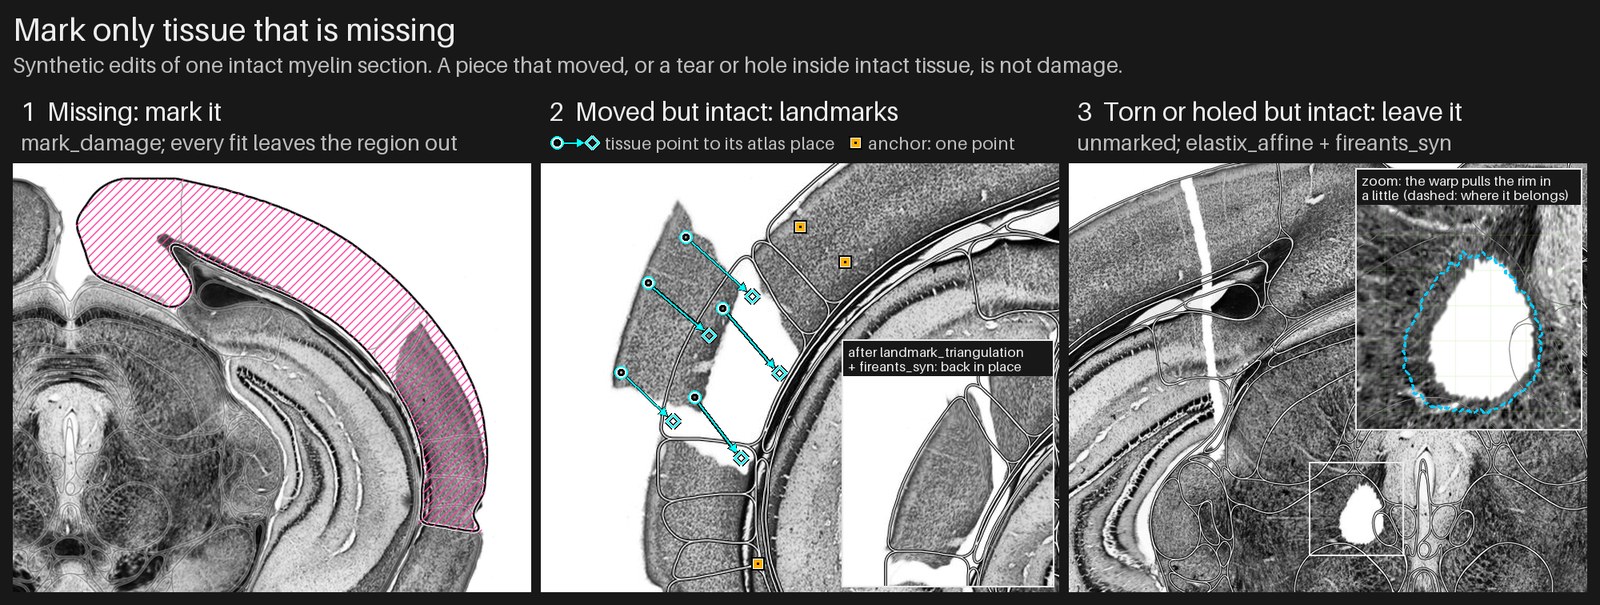 Mark only tissue that is missing
Synthetic edits of one intact myelin section. A piece that moved, or a tear or hole inside intact tissue, is not damage.
1 Missing: mark it
mark_damage; every fit leaves the region out
2 Moved but intact: landmarks
tissue point to its atlas place anchor: one point
after landmark_triangulation
+ fireants_syn: back in place
3 Torn or holed but intact: leave it
unmarked; elastix_affine + fireants_syn
zoom: the warp pulls the rim in
a little (dashed: where it belongs)